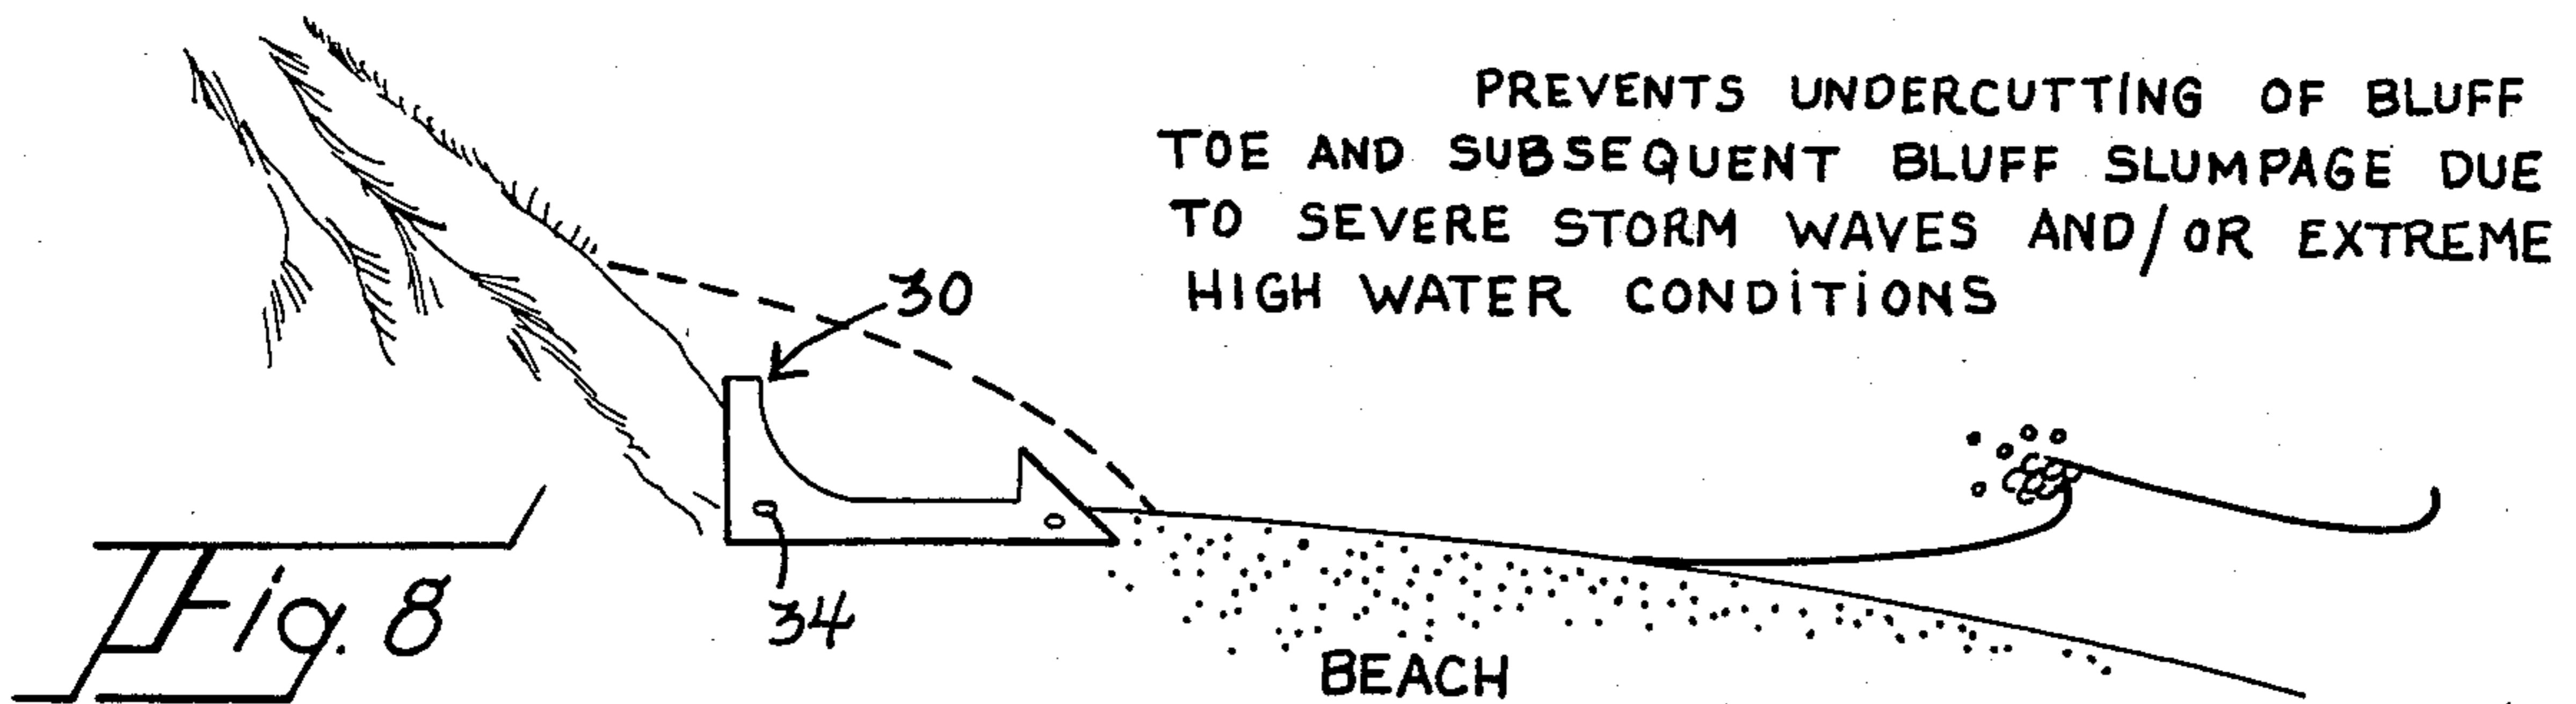 PREVENTS UNDERCUTTING OF BLUFF
TOE AND SUBSEQUENT BLUFF SLUMPAGE DUE
TO SEVERE STORM WAVES AND/OR EXTREME
HIGH WATER CONDITIONS
30
34
Fig. 8
BEACH